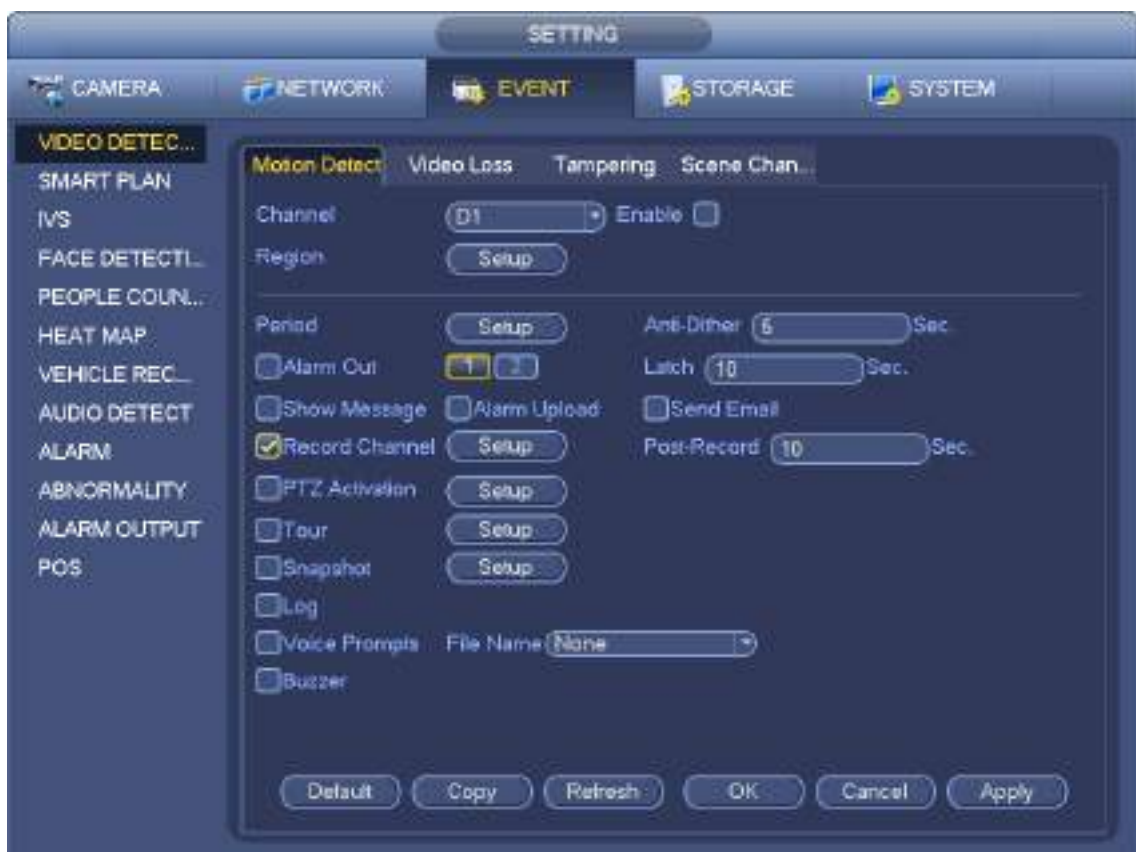 SETTING
CAMERA NETWORK EVENT STORAGE SYSTEM
VIDEO DETEC...
SMART PLAN
IVS
FACE DETECTI...
PEOPLE COUN...
HEAT MAP
VEHICLE REC...
AUDIO DETECT
ALARM
ABNORMALITY
ALARM OUTPUT
POS
Motion Detect Video Loss Tampering Scene Chan...
Channel D1 Enable
Region Setup
Period Setup Anti-Dither 5 Sec.
Alarm Out 1 2 Latch 10 Sec.
Show Message Alarm Upload Send Email
Record Channel Setup Post-Record 10 Sec.
PTZ Activation Setup
Tour Setup
Snapshot Setup
Log
Voice Prompts File Name None
Buzzer
Default Copy Refresh OK Cancel Apply